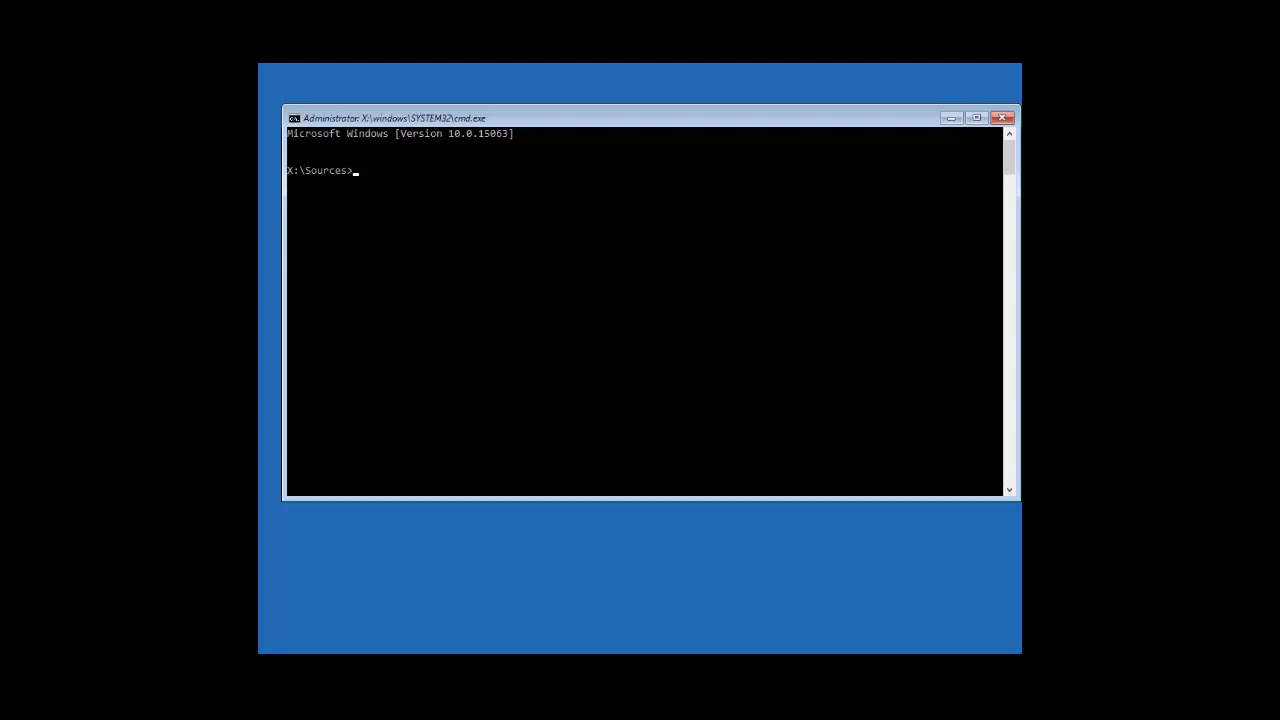 Administrator: X:\windows\SYSTEM32\cmd.exe
Microsoft Windows [Version 10.0.15063]
X:\Sources>